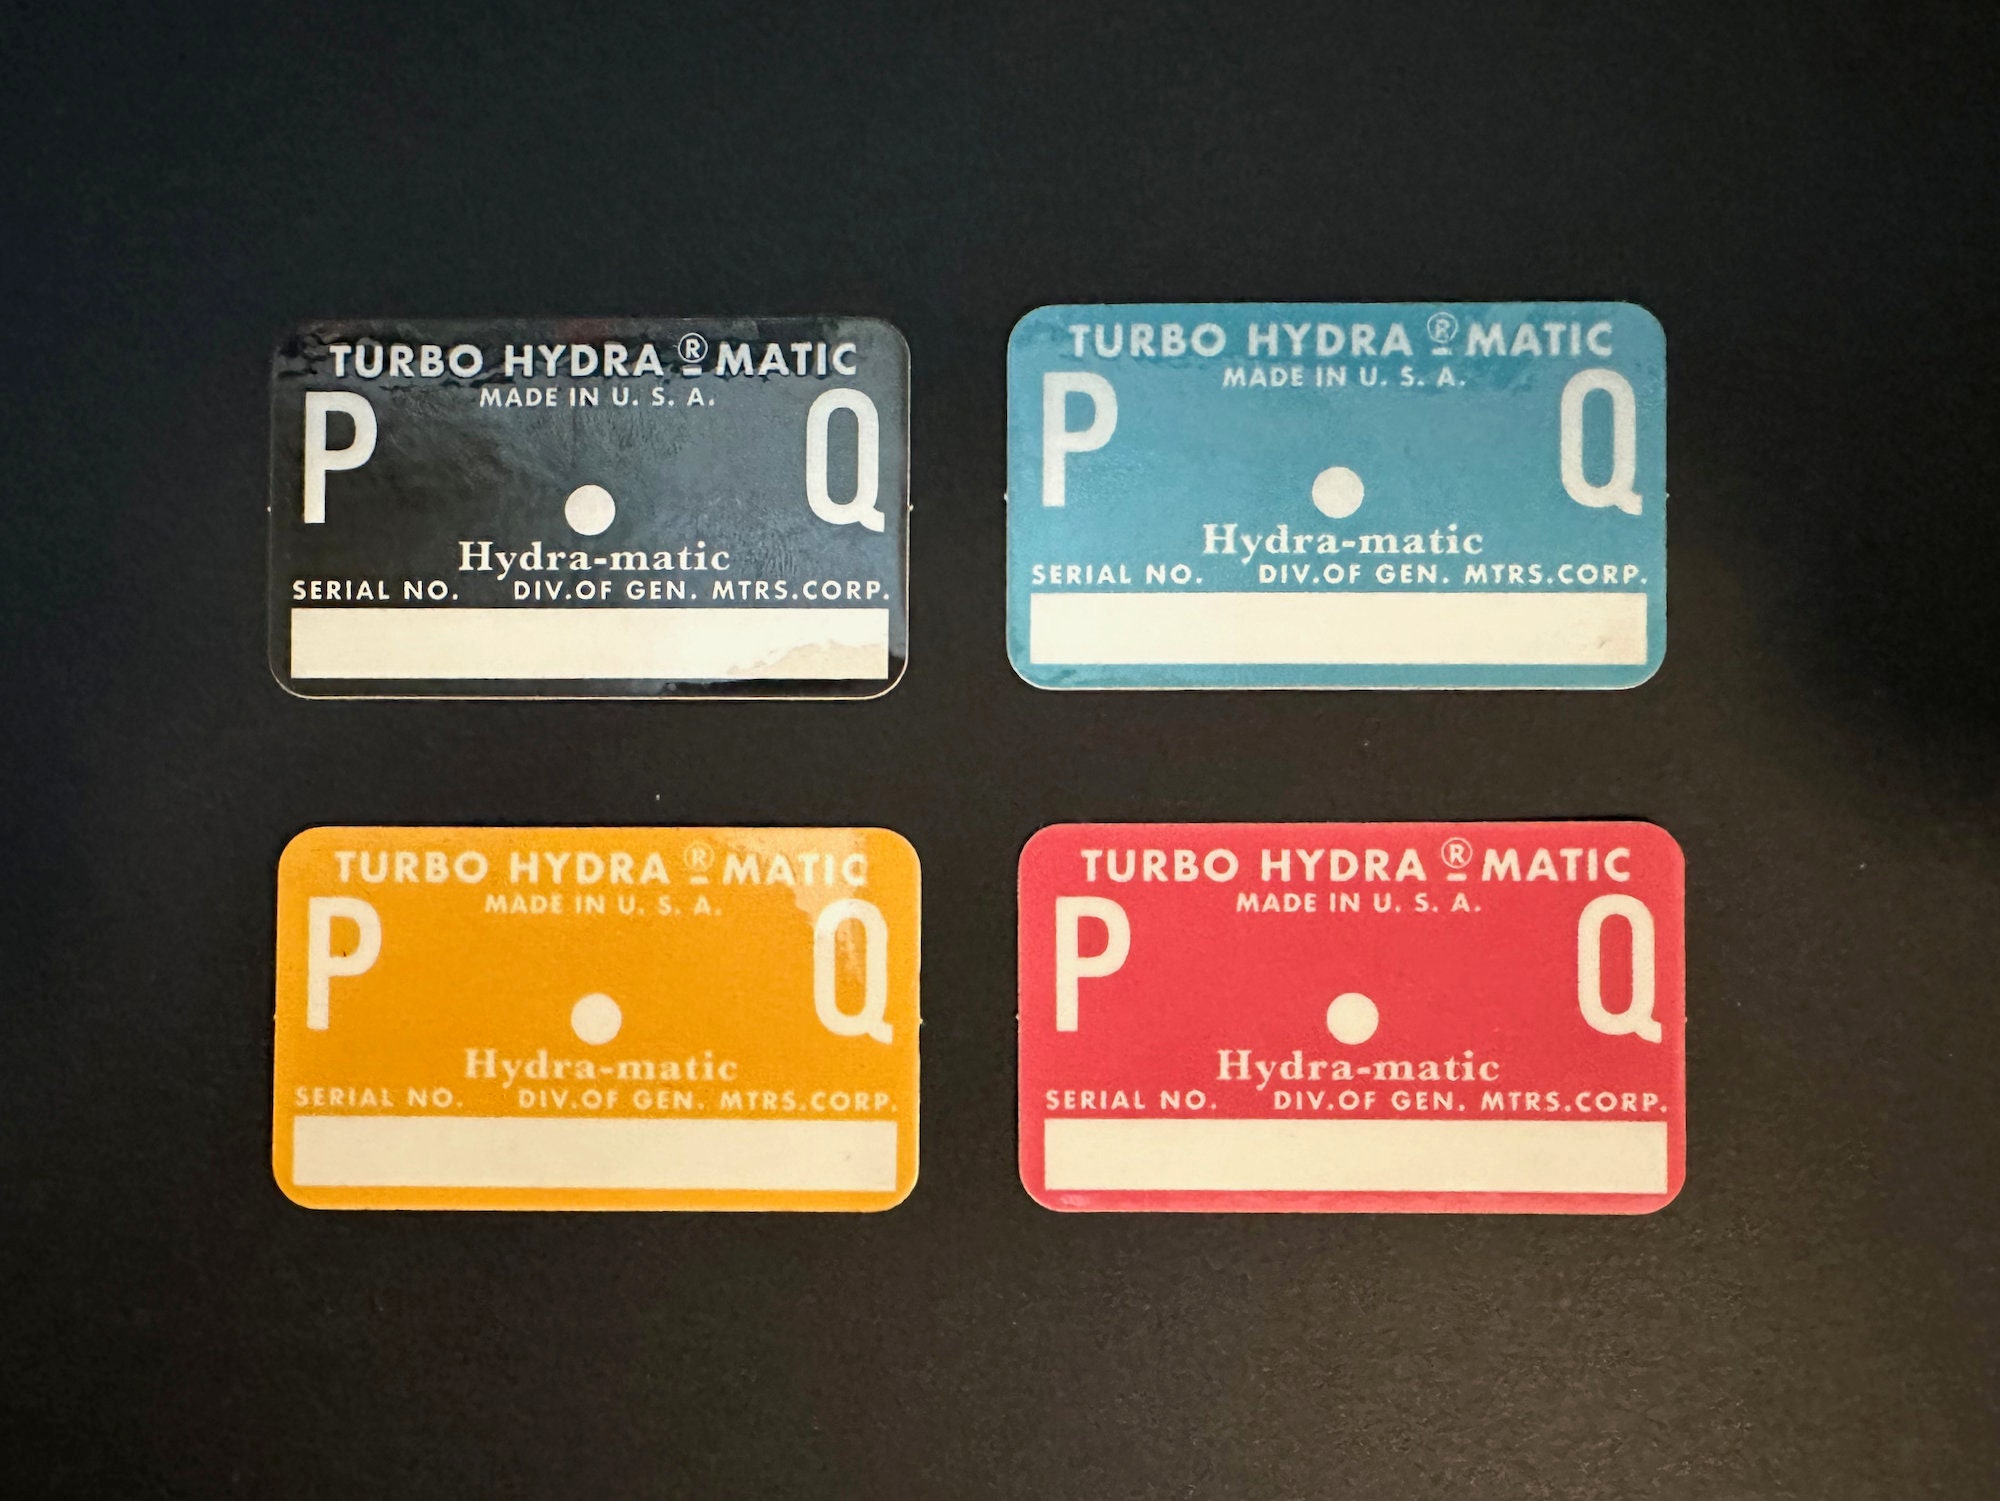 TURBO HYDRA ® MATIC
MADE IN U. S. A.
P Q
Hydra-matic
SERIAL NO. DIV.OF GEN. MTRS.CORP.
TURBO HYDRA ® MATIC
MADE IN U. S. A.
P Q
Hydra-matic
SERIAL NO. DIV.OF GEN. MTRS.CORP.
TURBO HYDRA ® MATIC
MADE IN U. S. A.
P Q
Hydra-matic
SERIAL NO. DIV.OF GEN. MTRS.CORP.
TURBO HYDRA ® MATIC
MADE IN U. S. A.
P Q
Hydra-matic
SERIAL NO. DIV.OF GEN. MTRS.CORP.